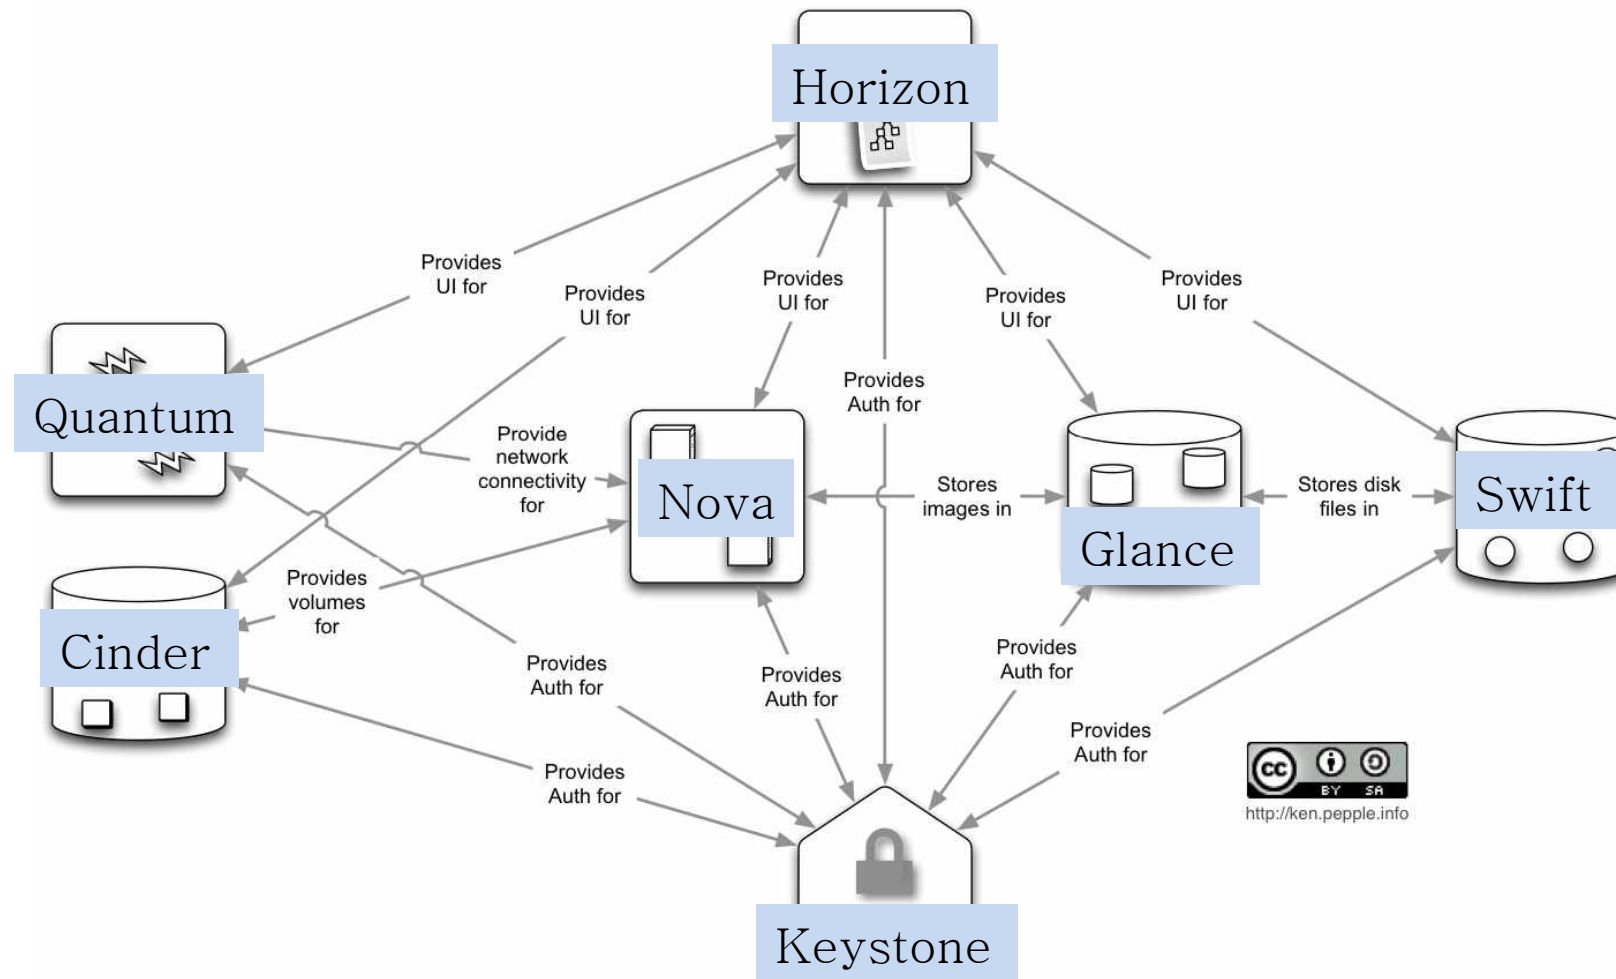 Horizon
Provides
UI for
Provides
UI for
Provides
UI for
Provides
UI for
Provides
UI for
Provides
Auth for
Quantum
Provide
network
connectivity
for
Nova
Stores
images in
Glance
Stores disk
files in
Swift
Provides
volumes
for
Cinder
Provides
Auth for
Provides
Auth for
Provides
Auth for
Provides
Auth for
Provides
Auth for
cc
BY SA
http://ken.pepple.info
Keystone